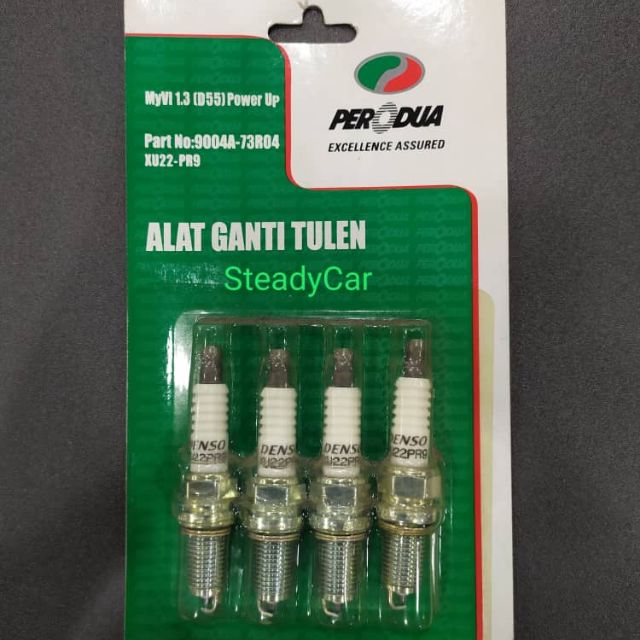 MyVi 1.3 (D55) Power Up
Part No:9004A-73R04
XU22-PR9
PERODUA
EXCELLENCE ASSURED
ALAT GANTI TULEN
SteadyCar
DENSO
DENSO
DENSO
DENSO
XU22PR9